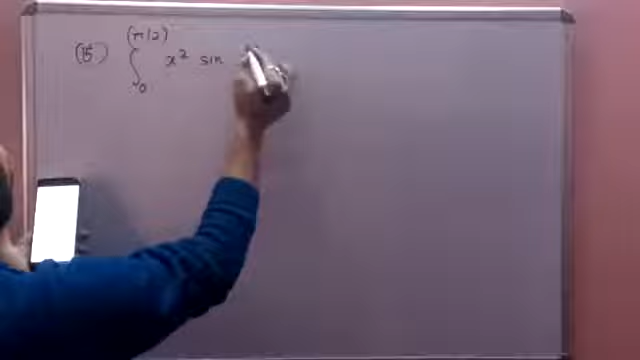 (15) ∫₀^(π/2) x² sin